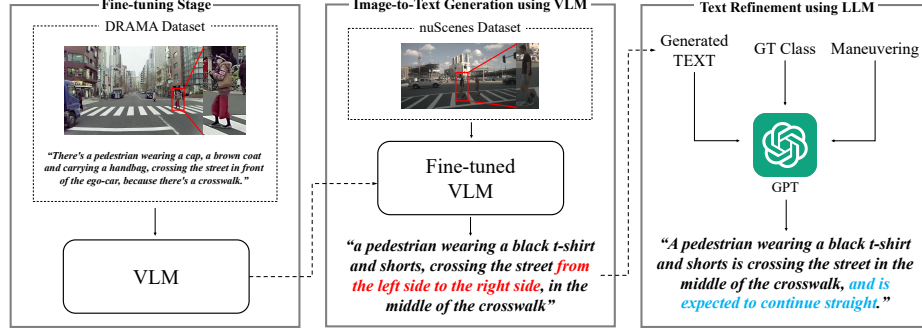 Fine-tuning Stage
DRAMA Dataset
“There’s a pedestrian wearing a cap, a brown coat
and carrying a handbag, crossing the street in front
of the ego-car, because there’s a crosswalk.”
VLM
Image-to-Text Generation using VLM
nuScenes Dataset
Fine-tuned
VLM
“a pedestrian wearing a black t-shirt
and shorts, crossing the street from
the left side to the right side, in the
middle of the crosswalk”
Text Refinement using LLM
Generated
TEXT
GT Class
Maneuvering
GPT
“A pedestrian wearing a black t-shirt
and shorts is crossing the street in the
middle of the crosswalk, and is
expected to continue straight.”